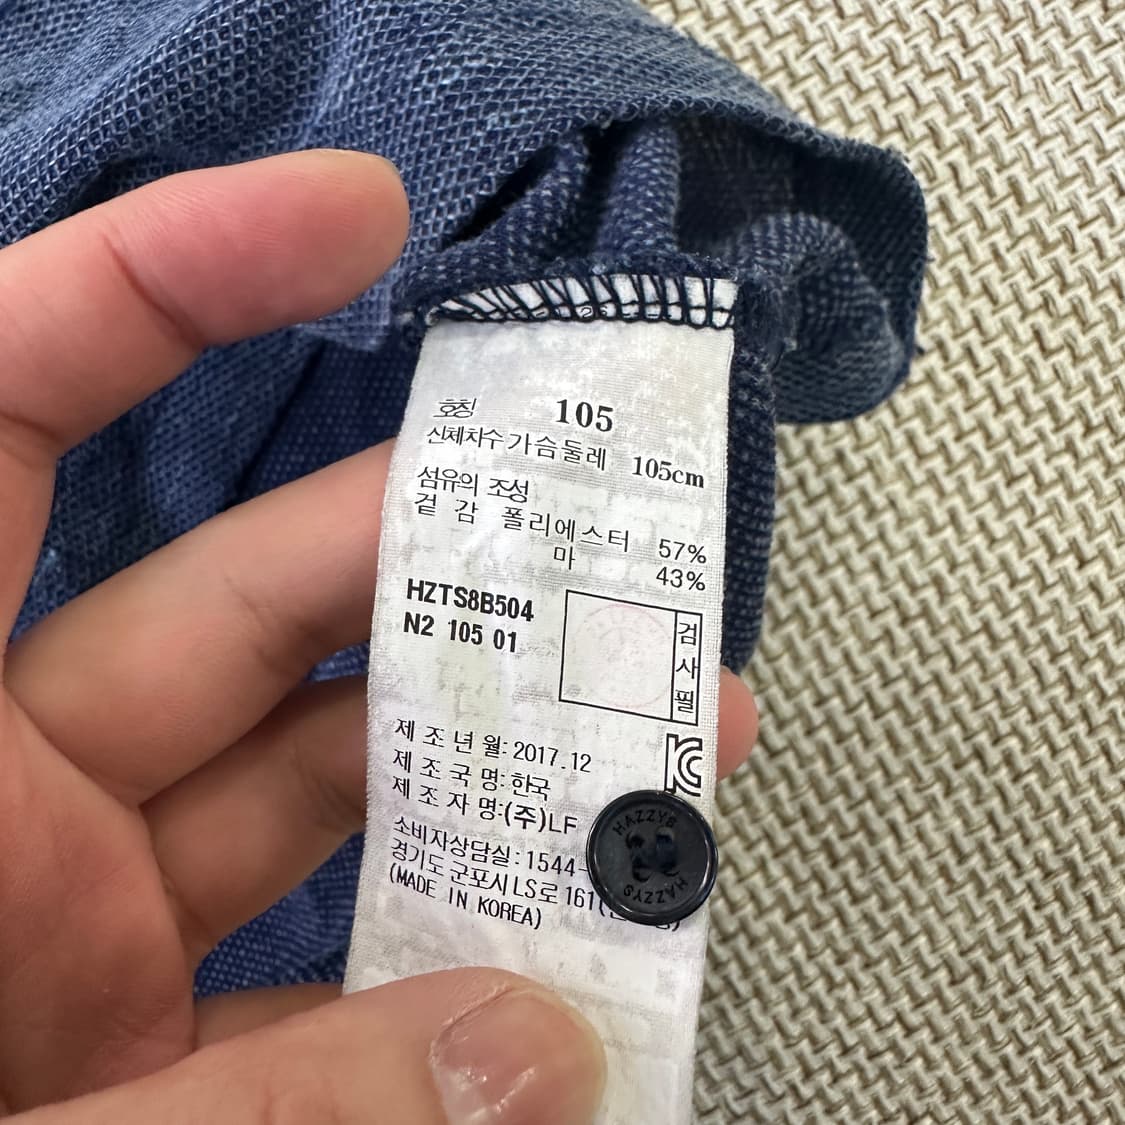 호칭 105
신체치수 가슴둘레 105cm
섬유의 조성
겉 감 폴리에스터 57%
마 43%
HZTS8B504
N2 105 01
검사필
제 조 년 월: 2017.12
제 조 국 명: 한국
제 조 자 명:(주)LF
소비자상담실: 1544-
경기도 군포시 LS로 161(
(MADE IN KOREA)
HAZZYS
HAZZYS